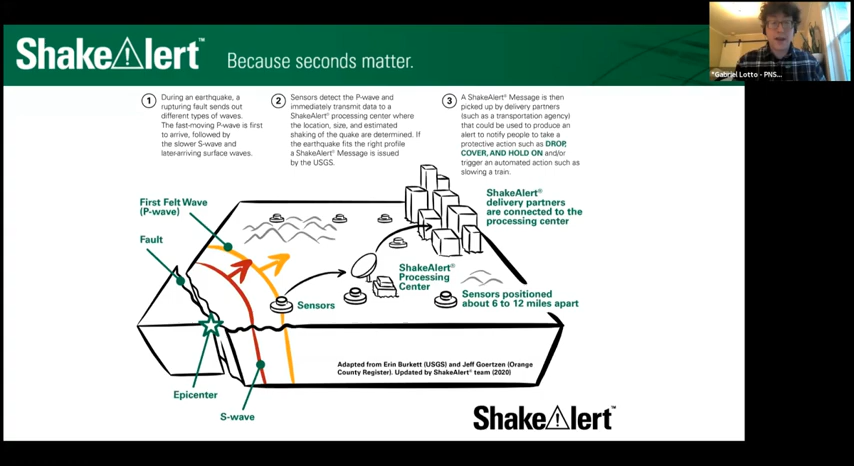 ShakeAlert™ Because seconds matter.
*Gabriel Lotto - PNS...
1 During an earthquake, a
rupturing fault sends out
different types of waves.
The fast-moving P-wave is first
to arrive, followed by
the slower S-wave and
later-arriving surface waves.
2 Sensors detect the P-wave and
immediately transmit data to a
ShakeAlert® processing center where
the location, size, and estimated
shaking of the quake are determined. If
the earthquake fits the right profile
a ShakeAlert® Message is issued
by the USGS.
3 A ShakeAlert® Message is then
picked up by delivery partners
(such as a transportation agency)
that could be used to produce an
alert to notify people to take a
protective action such as DROP,
COVER, AND HOLD ON and/or
trigger an automated action such as
slowing a train.
First Felt Wave
(P-wave)
Fault
ShakeAlert®
delivery partners
are connected to the
processing center
ShakeAlert®
Processing
Center
Sensors
Sensors positioned
about 6 to 12 miles apart
Adapted from Erin Burkett (USGS) and Jeff Goertzen (Orange
County Register). Updated by ShakeAlert® team (2020)
Epicenter
S-wave
ShakeAlert™